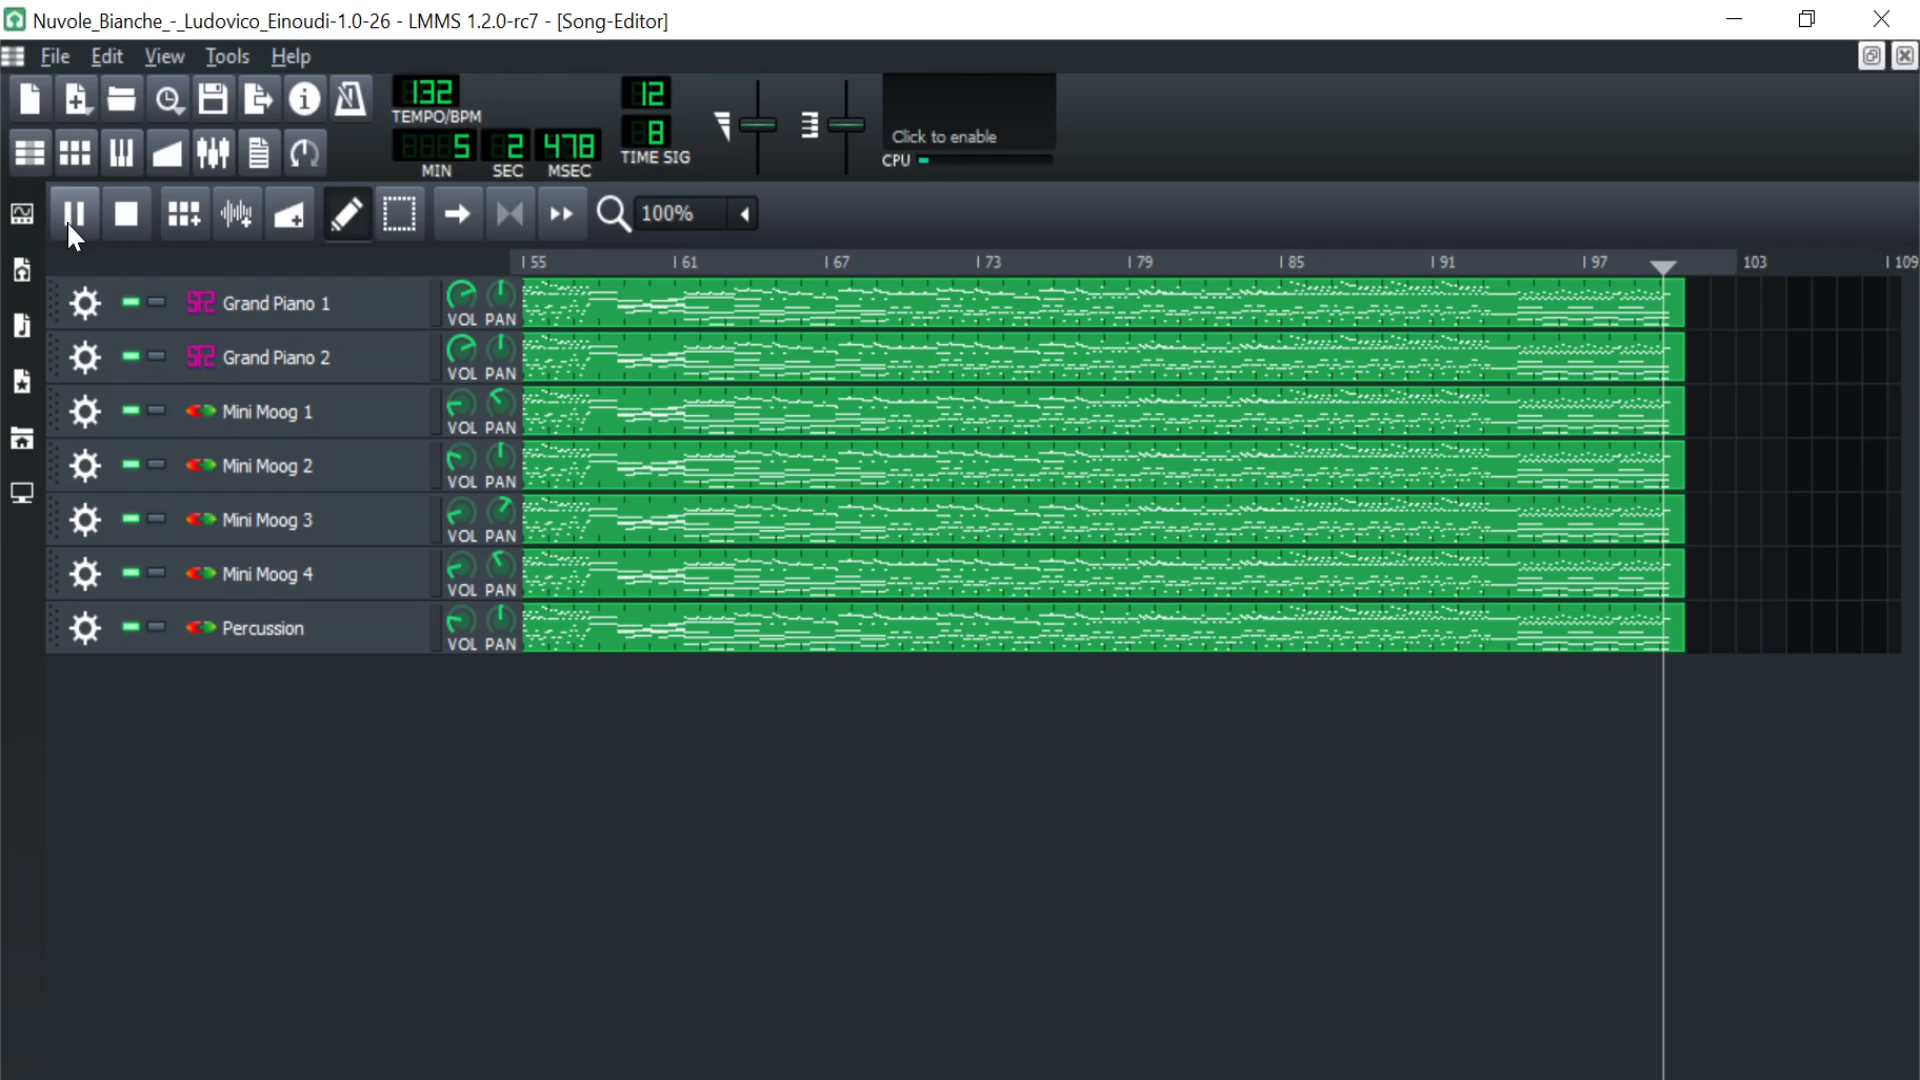 Nuvole_Bianche_-_Ludovico_Einoudi-1.0-26 - LMMS 1.2.0-rc7 - [Song-Editor]
File Edit View Tools Help
132
TEMPO/BPM
12
8
TIME SIG
5 2 478
MIN SEC MSEC
Click to enable
CPU
100%
55 61 67 73 79 85 91 97 103 109
SF2 Grand Piano 1 VOL PAN
SF2 Grand Piano 2 VOL PAN
Mini Moog 1 VOL PAN
Mini Moog 2 VOL PAN
Mini Moog 3 VOL PAN
Mini Moog 4 VOL PAN
Percussion VOL PAN